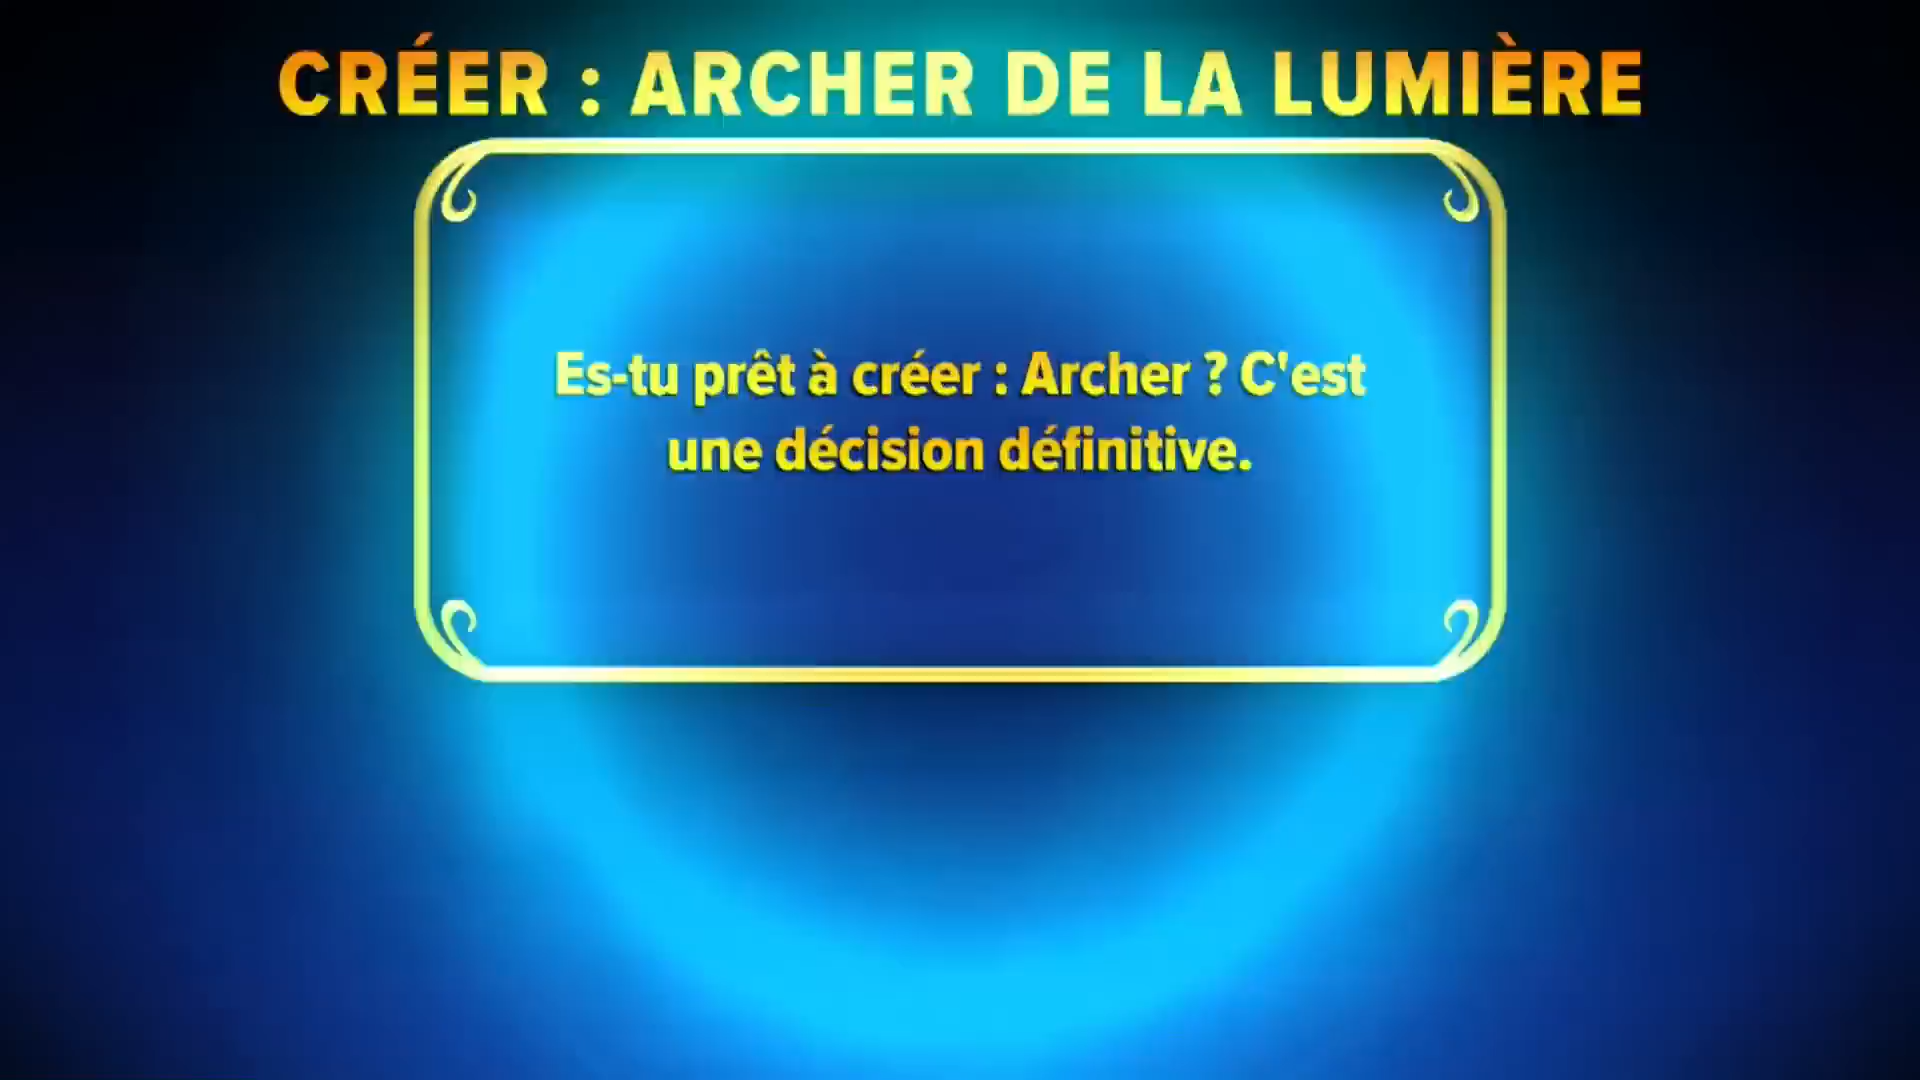 CRÉER : ARCHER DE LA LUMIÈRE
Es-tu prêt à créer : Archer ? C'est
une décision définitive.